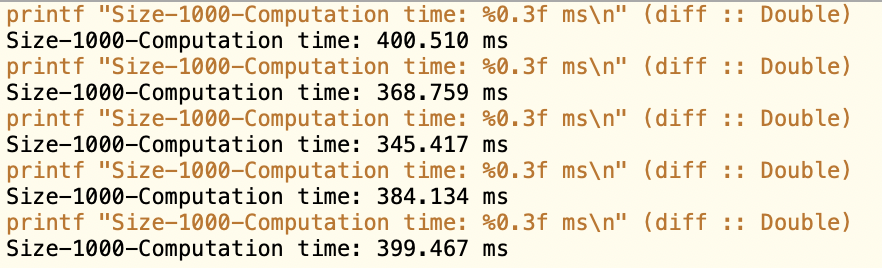 printf "Size-1000-Computation time: %0.3f ms\n" (diff :: Double)
Size-1000-Computation time: 400.510 ms
printf "Size-1000-Computation time: %0.3f ms\n" (diff :: Double)
Size-1000-Computation time: 368.759 ms
printf "Size-1000-Computation time: %0.3f ms\n" (diff :: Double)
Size-1000-Computation time: 345.417 ms
printf "Size-1000-Computation time: %0.3f ms\n" (diff :: Double)
Size-1000-Computation time: 384.134 ms
printf "Size-1000-Computation time: %0.3f ms\n" (diff :: Double)
Size-1000-Computation time: 399.467 ms